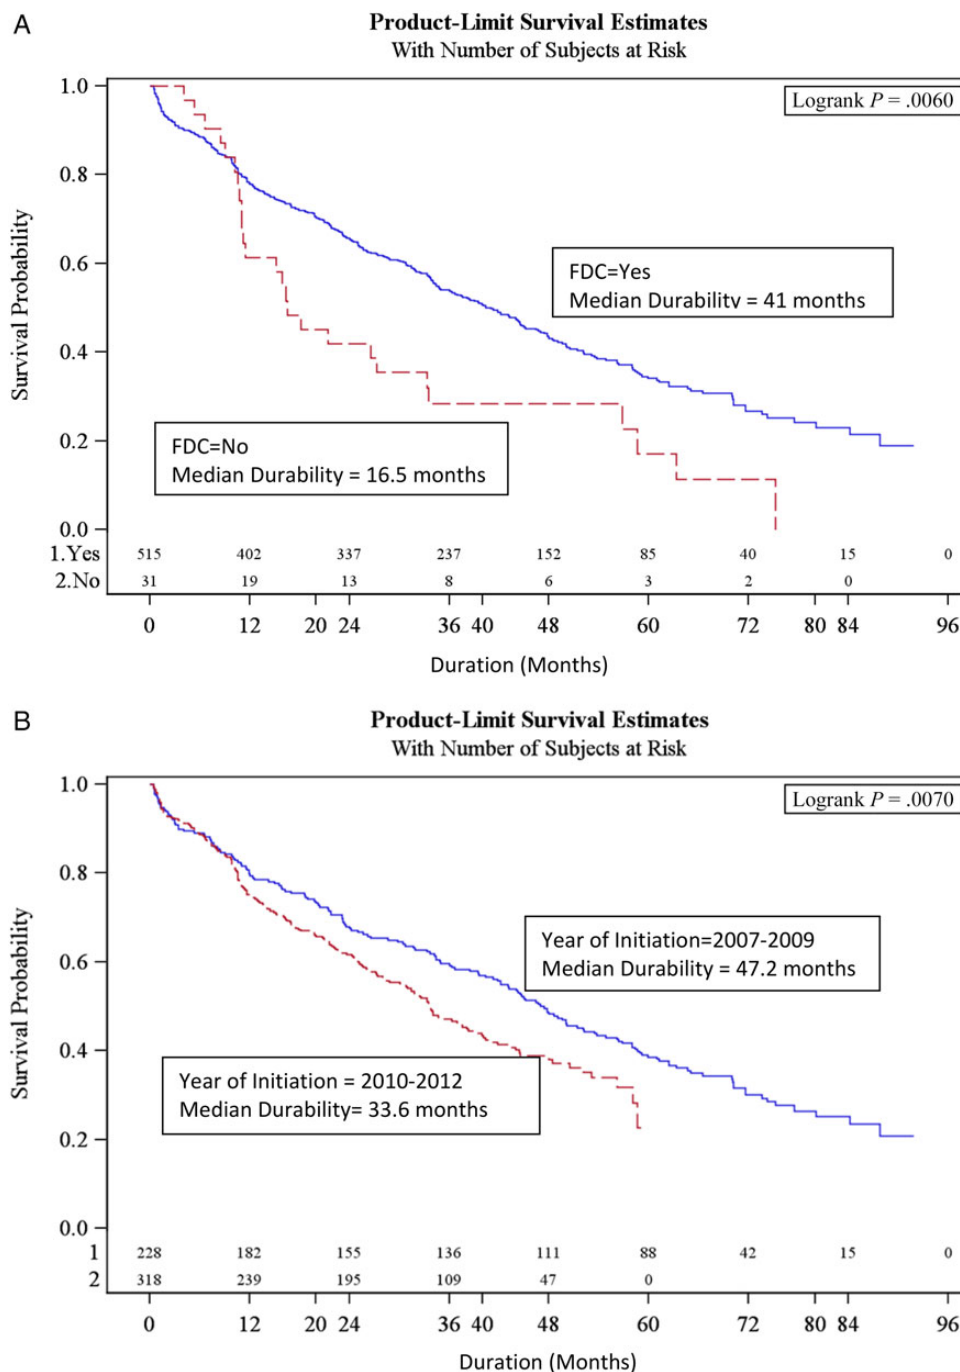 A
Product-Limit Survival Estimates
With Number of Subjects at Risk
Logrank P = .0060
1.0
0.8
0.6
0.4
0.2
0.0
Survival Probability
FDC=Yes
Median Durability = 41 months
FDC=No
Median Durability = 16.5 months
1.Yes 515 402 337 237 152 85 40 15 0
2.No 31 19 13 8 6 3 2 0
0 12 20 24 36 40 48 60 72 80 84 96
Duration (Months)
B
Product-Limit Survival Estimates
With Number of Subjects at Risk
Logrank P = .0070
1.0
0.8
0.6
0.4
0.2
0.0
Survival Probability
Year of Initiation=2007-2009
Median Durability = 47.2 months
Year of Initiation = 2010-2012
Median Durability= 33.6 months
1 228 182 155 136 111 88 42 15 0
2 318 239 195 109 47 0
0 12 20 24 36 40 48 60 72 80 84 96
Duration (Months)